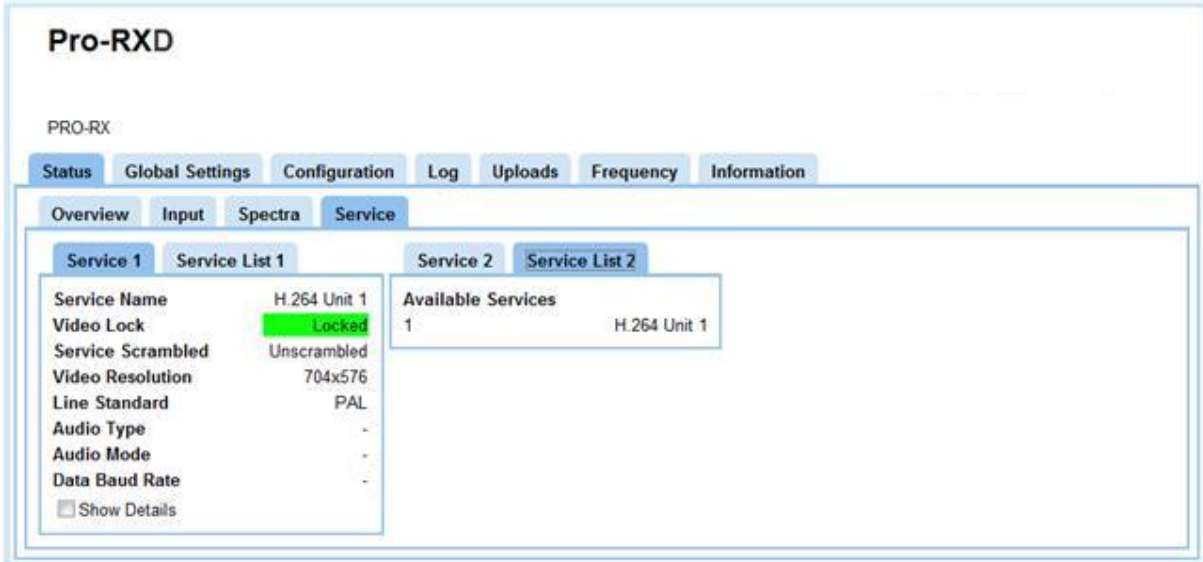 Pro-RXD
PRO-RX
Status Global Settings Configuration Log Uploads Frequency Information
Overview Input Spectra Service
Service 1 Service List 1
Service Name H.264 Unit 1
Video Lock Locked
Service Scrambled Unscrambled
Video Resolution 704x576
Line Standard PAL
Audio Type -
Audio Mode -
Data Baud Rate -
Show Details
Service 2 Service List 2
Available Services
1 H.264 Unit 1